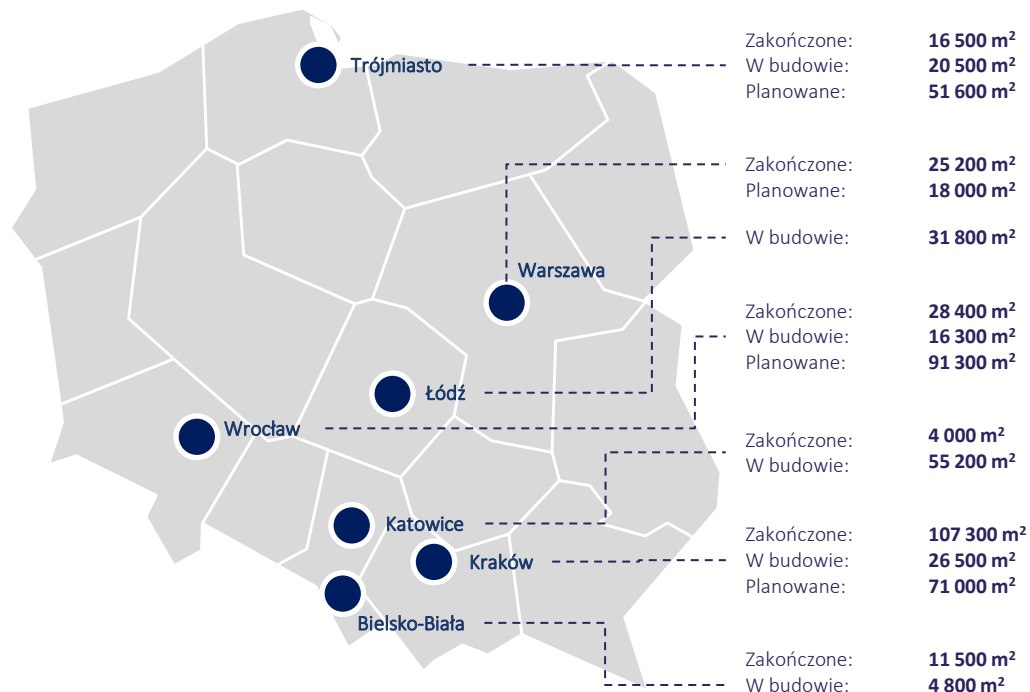 Trójmiasto
Zakończone: 16 500 m²
W budowie: 20 500 m²
Planowane: 51 600 m²
Zakończone: 25 200 m²
Planowane: 18 000 m²
W budowie: 31 800 m²
Warszawa
Zakończone: 28 400 m²
W budowie: 16 300 m²
Planowane: 91 300 m²
Łódź
Wrocław
Zakończone: 4 000 m²
W budowie: 55 200 m²
Katowice
Zakończone: 107 300 m²
W budowie: 26 500 m²
Planowane: 71 000 m²
Kraków
Bielsko-Biała
Zakończone: 11 500 m²
W budowie: 4 800 m²